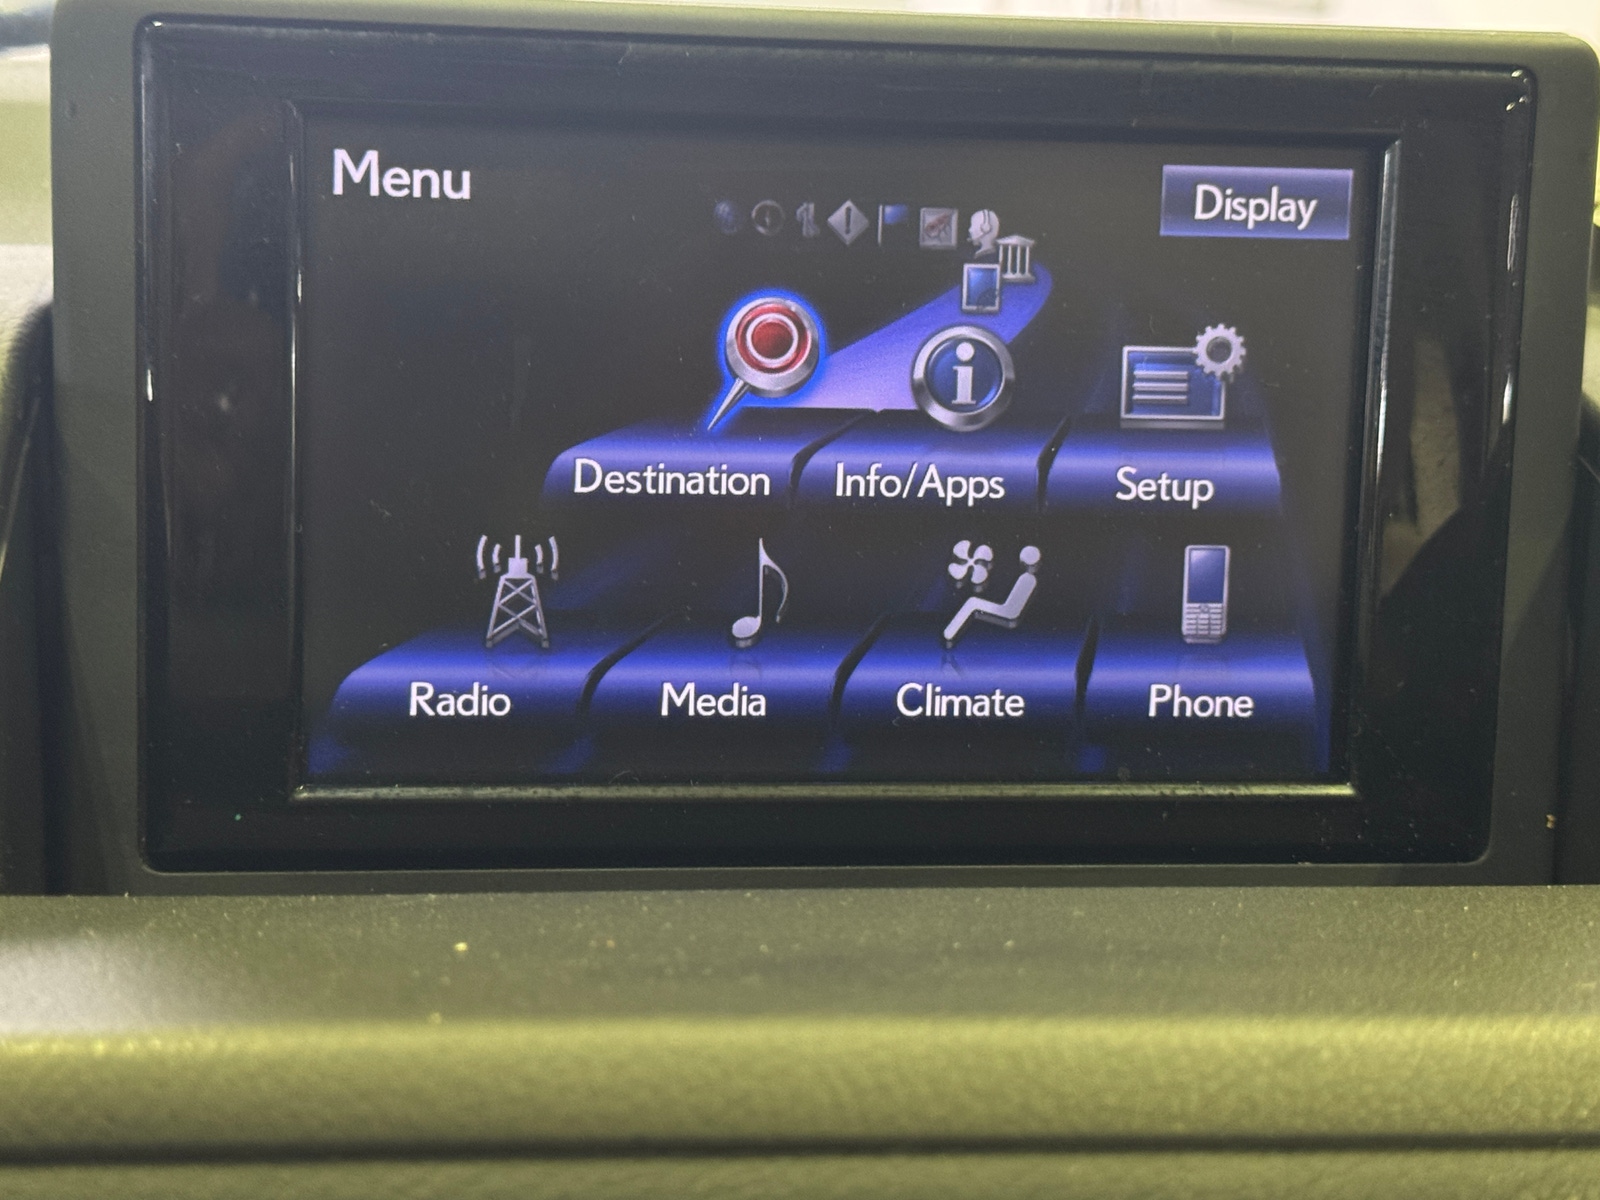 Menu
Display
Destination
Info/Apps
Setup
Radio
Media
Climate
Phone